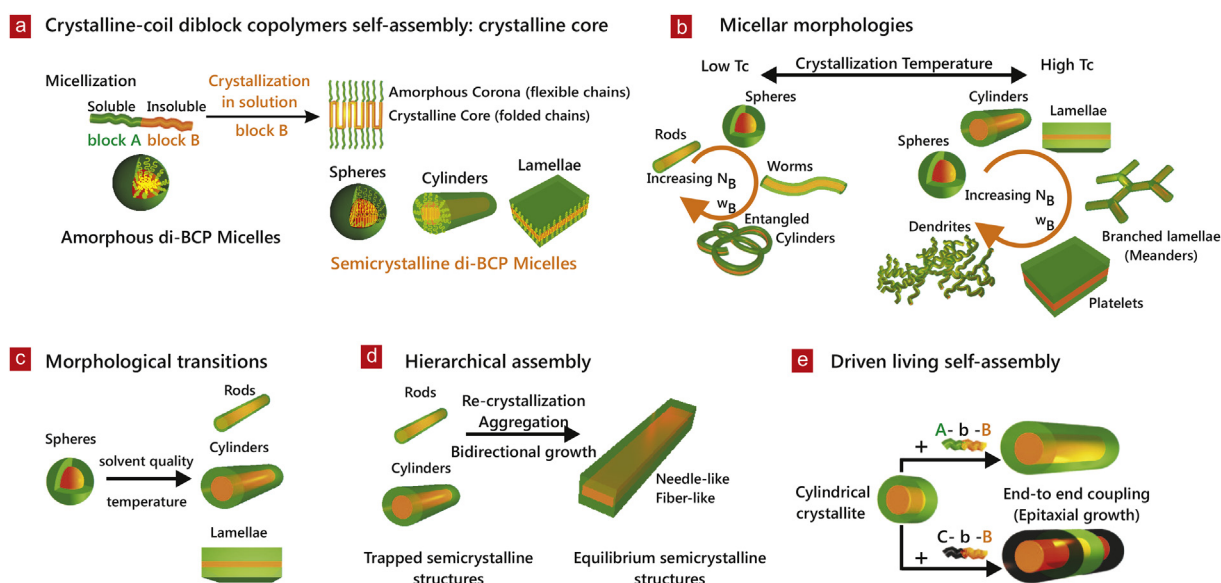 a Crystalline-coil diblock copolymers self-assembly: crystalline core
Micellization
Soluble Insoluble
block A block B
Crystallization
in solution
block B
Amorphous Corona (flexible chains)
Crystalline Core (folded chains)
Spheres
Cylinders
Lamellae
Amorphous di-BCP Micelles
Semicrystalline di-BCP Micelles
b Micellar morphologies
Low Tc
Crystallization Temperature
High Tc
Spheres
Rods
Increasing NB
wB
Worms
Entangled
Cylinders
Cylinders
Lamellae
Spheres
Increasing NB
wB
Dendrites
Branched lamellae
(Meanders)
Platelets
c Morphological transitions
Rods
Spheres
solvent quality
temperature
Cylinders
Lamellae
d Hierarchical assembly
Rods
Re-crystallization
Aggregation
Bidirectional growth
Cylinders
Needle-like
Fiber-like
Trapped semicrystalline
structures
Equilibrium semicrystalline
structures
e Driven living self-assembly
+ A- b -B
Cylindrical
crystallite
End-to end coupling
(Epitaxial growth)
+ C- b -B